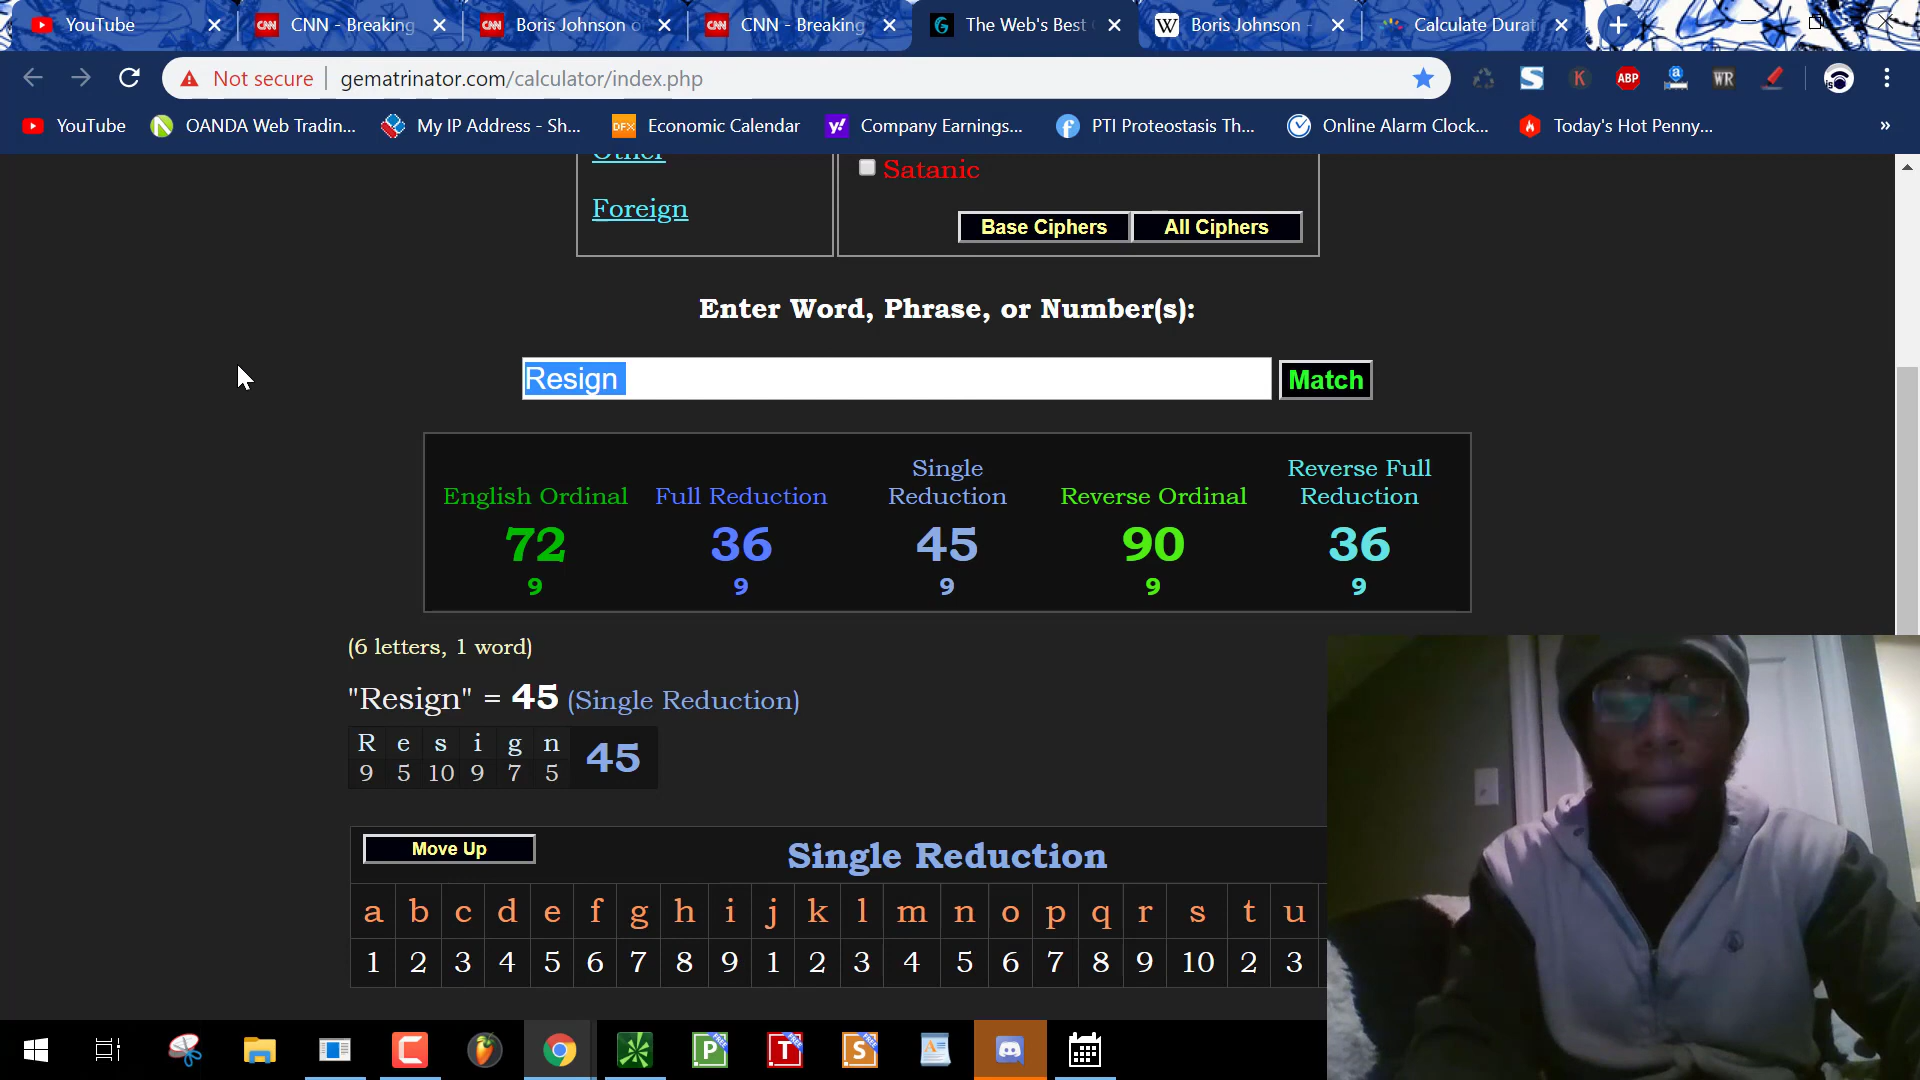 YouTube
CNN - Breaking
Boris Johnson o
CNN - Breaking
The Web's Best
Boris Johnson -
Calculate Durat
Not secure
gematrinator.com/calculator/index.php
YouTube
OANDA Web Tradin...
My IP Address - Sh...
Economic Calendar
Company Earnings...
PTI Proteostasis Th...
Online Alarm Clock...
Today's Hot Penny...
»
Other
Satanic
Foreign
Base Ciphers
All Ciphers
Enter Word, Phrase, or Number(s):
Resign
Match
English Ordinal
72
9
Full Reduction
36
9
Single
Reduction
45
9
Reverse Ordinal
90
9
Reverse Full
Reduction
36
9
(6 letters, 1 word)
"Resign" = 45 (Single Reduction)
R e s i g n
9 5 10 9 7 5
45
Move Up
Single Reduction
a b c d e f g h i j k l m n o p q r s t u
1 2 3 4 5 6 7 8 9 1 2 3 4 5 6 7 8 9 10 2 3